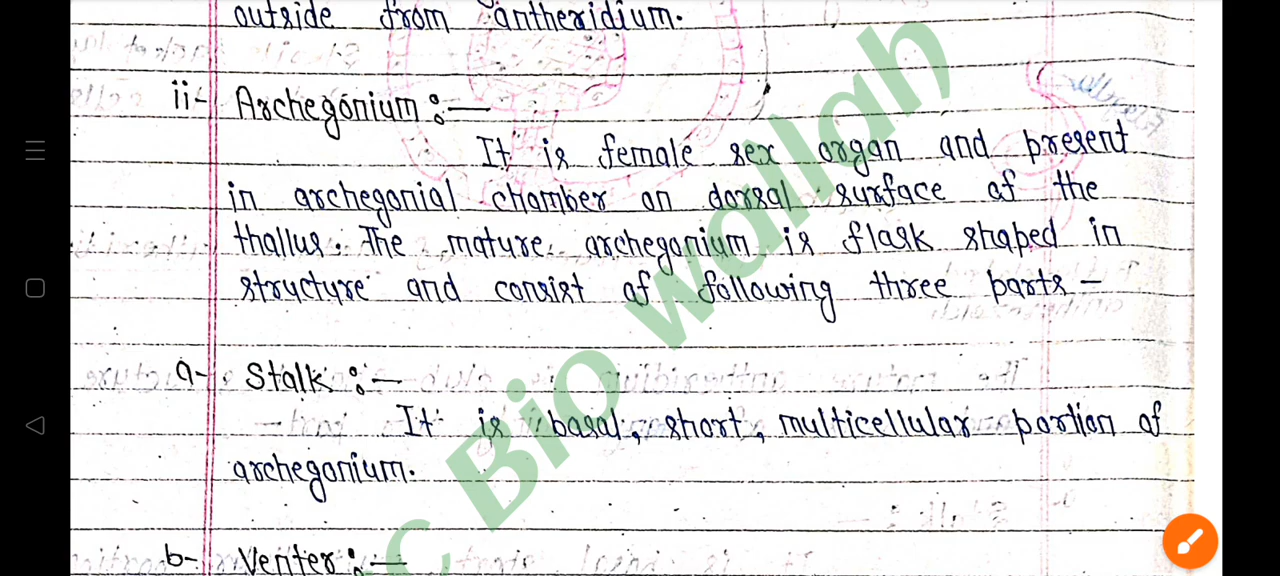 outside from antheridium.
ii- Archegonium :—
It is female sex organ and present
in archegonial chamber on dorsal surface of the
thallus. The mature archegonium is flask shaped in
structure and consist of following three parts —
a- Stalk :—
It is basal, short, multicellular portion of
archegonium.
b- Venter :—
C Bio wallah